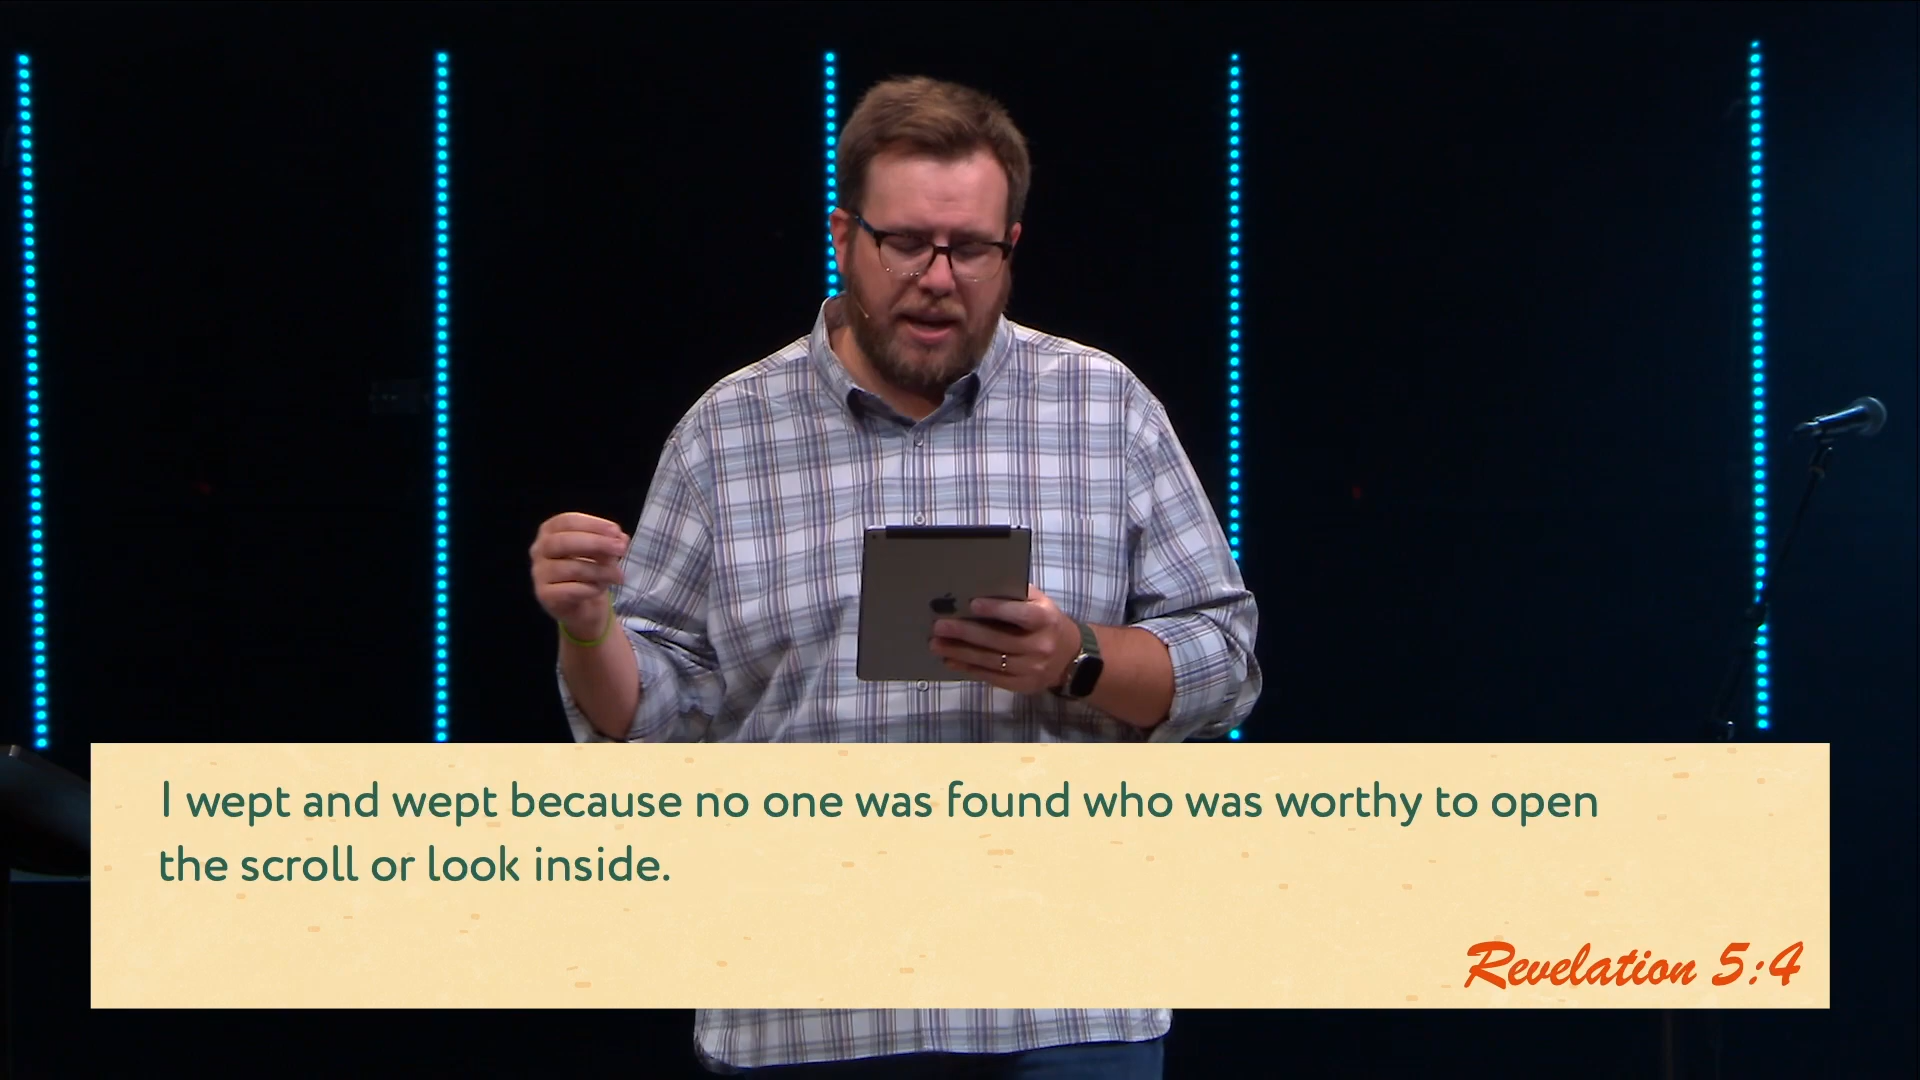 I wept and wept because no one was found who was worthy to open
the scroll or look inside.
Revelation 5:4